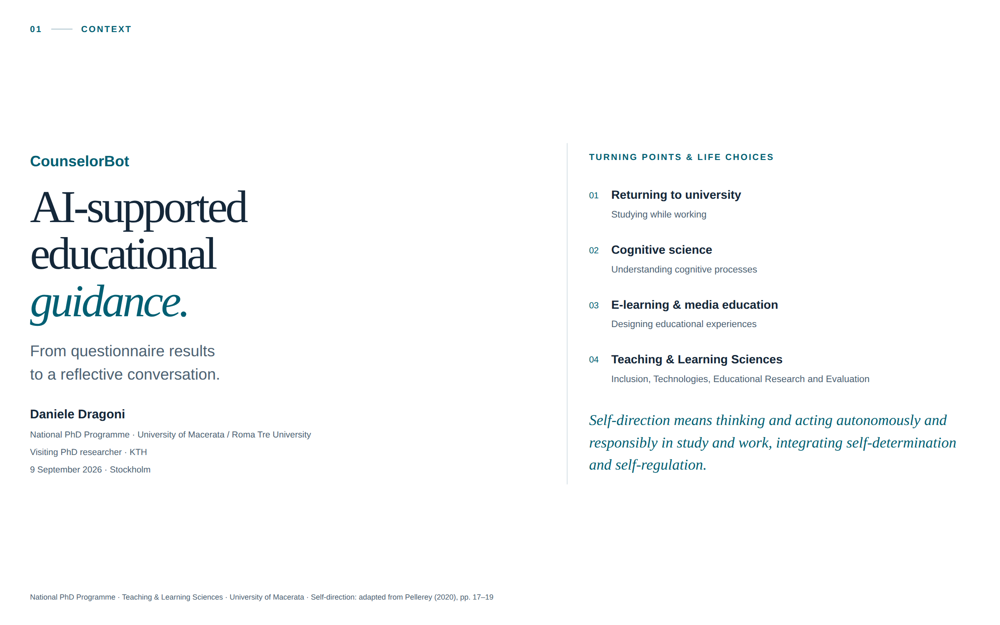 01 CONTEXT
CounselorBot
AI-supported
educational
guidance.
From questionnaire results
to a reflective conversation.
Daniele Dragoni
National PhD Programme · University of Macerata / Roma Tre University
Visiting PhD researcher · KTH
9 September 2026 · Stockholm
TURNING POINTS & LIFE CHOICES
01 Returning to university
Studying while working
02 Cognitive science
Understanding cognitive processes
03 E-learning & media education
Designing educational experiences
04 Teaching & Learning Sciences
Inclusion, Technologies, Educational Research and Evaluation
Self-direction means thinking and acting autonomously and
responsibly in study and work, integrating self-determination
and self-regulation.
National PhD Programme · Teaching & Learning Sciences · University of Macerata · Self-direction: adapted from Pellerey (2020), pp. 17–19